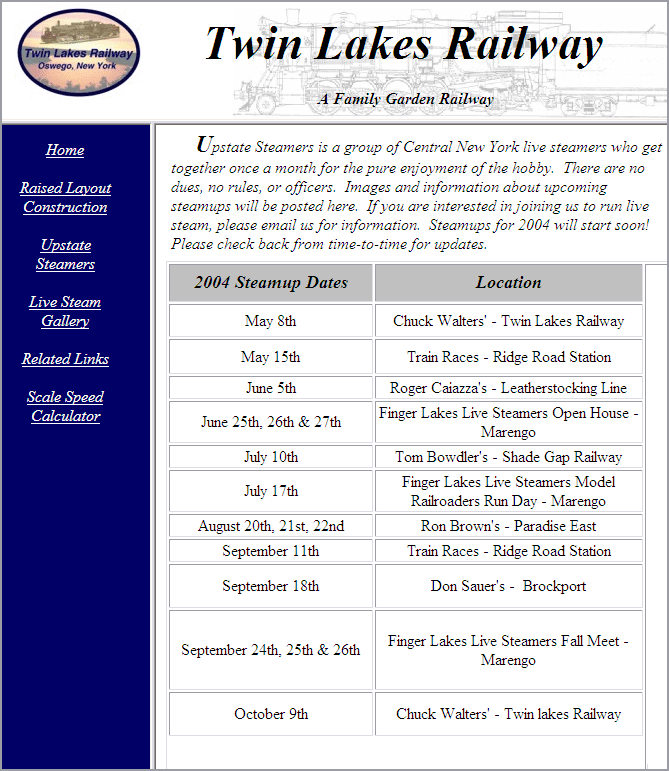 Twin Lakes Railway
Oswego, New York
Twin Lakes Railway
A Family Garden Railway
Home
Raised Layout
Construction
Upstate
Steamers
Live Steam
Gallery
Related Links
Scale Speed
Calculator
Upstate Steamers is a group of Central New York live steamers who get
together once a month for the pure enjoyment of the hobby. There are no
dues, no rules, or officers. Images and information about upcoming
steamups will be posted here. If you are interested in joining us to run live
steam, please email us for information. Steamups for 2004 will start soon!
Please check back from time-to-time for updates.
2004 Steamup Dates Location
May 8th Chuck Walters' - Twin Lakes Railway
May 15th Train Races - Ridge Road Station
June 5th Roger Caiazza's - Leatherstocking Line
June 25th, 26th & 27th Finger Lakes Live Steamers Open House -
Marengo
July 10th Tom Bowdler's - Shade Gap Railway
July 17th Finger Lakes Live Steamers Model
Railroaders Run Day - Marengo
August 20th, 21st, 22nd Ron Brown's - Paradise East
September 11th Train Races - Ridge Road Station
September 18th Don Sauer's - Brockport
September 24th, 25th & 26th Finger Lakes Live Steamers Fall Meet -
Marengo
October 9th Chuck Walters' - Twin lakes Railway